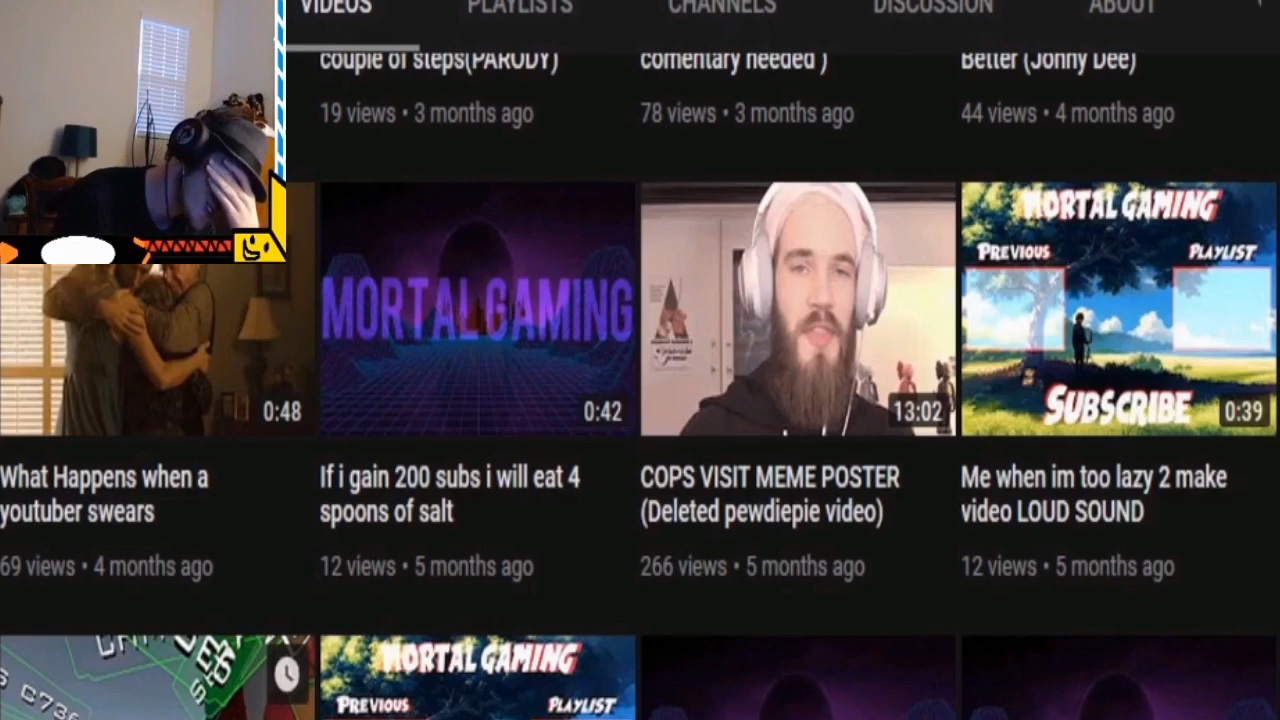 VIDEOS PLAYLISTS CHANNELS DISCUSSION ABOUT
couple of steps(PARODY)
19 views • 3 months ago
comentary needed )
78 views • 3 months ago
Better (Jonny Dee)
44 views • 4 months ago
0:48
What Happens when a
youtuber swears
69 views • 4 months ago
MORTAL GAMING
0:42
If i gain 200 subs i will eat 4
spoons of salt
12 views • 5 months ago
13:02
COPS VISIT MEME POSTER
(Deleted pewdiepie video)
266 views • 5 months ago
MORTAL GAMING
PREVIOUS PLAYLIST
SUBSCRIBE
0:39
Me when im too lazy 2 make
video LOUD SOUND
12 views • 5 months ago
MORTAL GAMING
PREVIOUS PLAYLIST